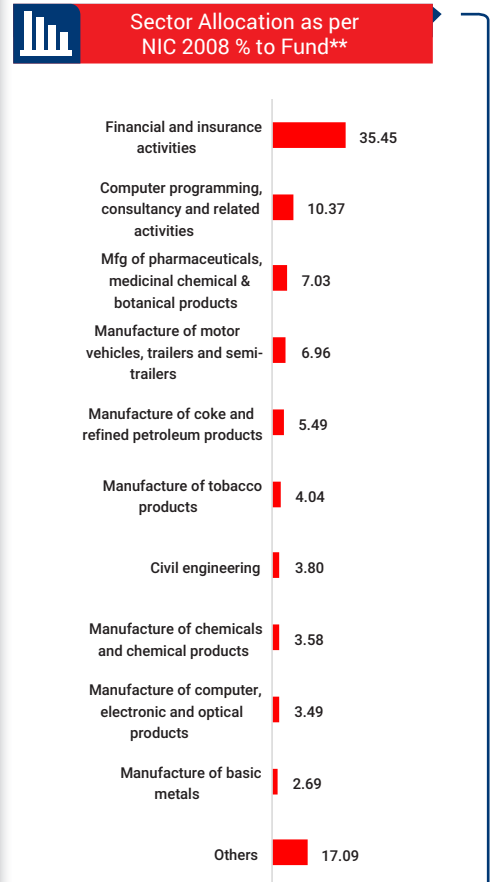 Sector Allocation as per
NIC 2008 % to Fund**
Financial and insurance
activities
35.45
Computer programming,
consultancy and related
activities
10.37
Mfg of pharmaceuticals,
medicinal chemical &
botanical products
7.03
Manufacture of motor
vehicles, trailers and semi-
trailers
6.96
Manufacture of coke and
refined petroleum products
5.49
Manufacture of tobacco
products
4.04
Civil engineering
3.80
Manufacture of chemicals
and chemical products
3.58
Manufacture of computer,
electronic and optical
products
3.49
Manufacture of basic
metals
2.69
Others
17.09